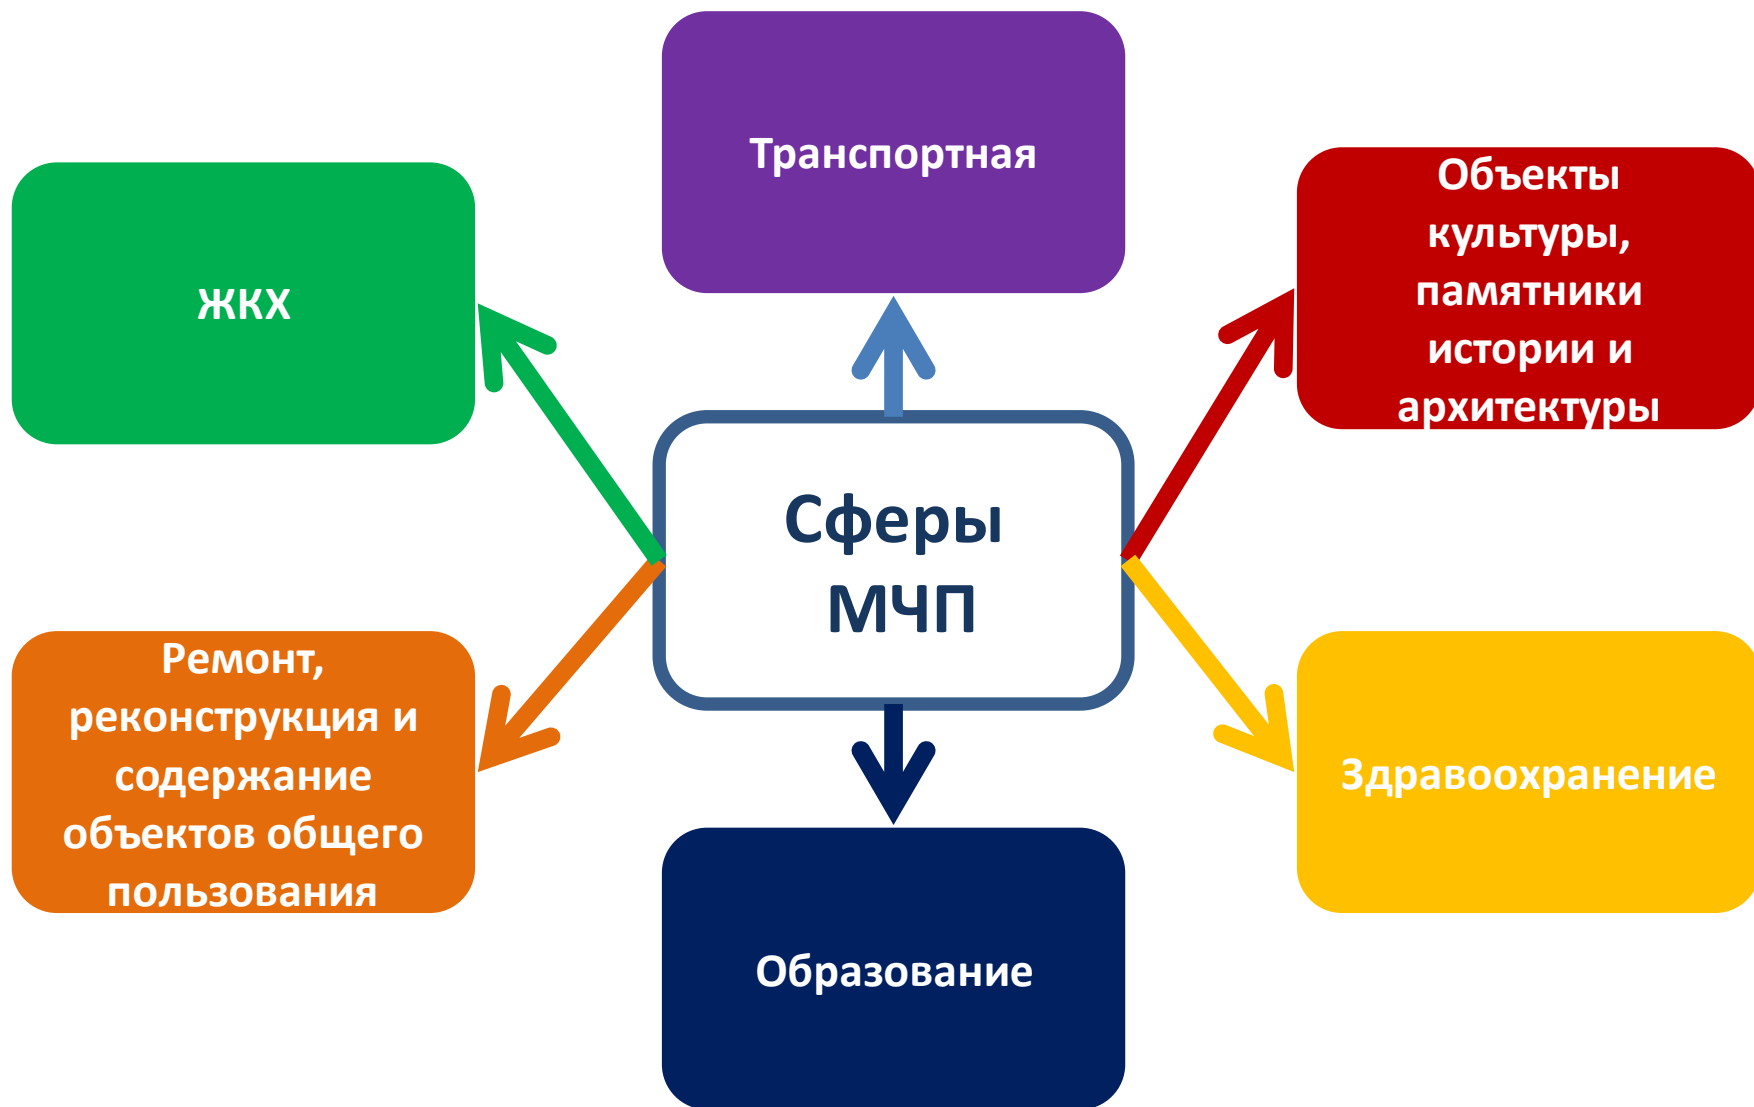 Транспортная
Объекты
культуры,
памятники
истории и
архитектуры
ЖКХ
Сферы
МЧП
Ремонт,
реконструкция и
содержание
объектов общего
пользования
Здравоохранение
Образование